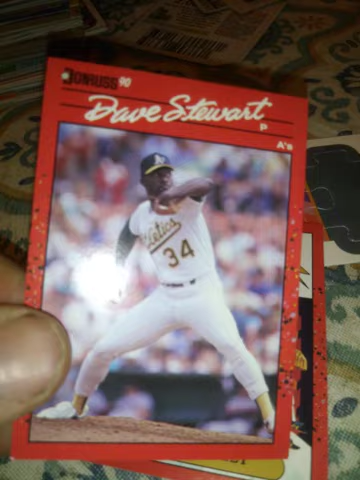 DONRUSS 90
Dave Stewart
P
A's
Athletics
34